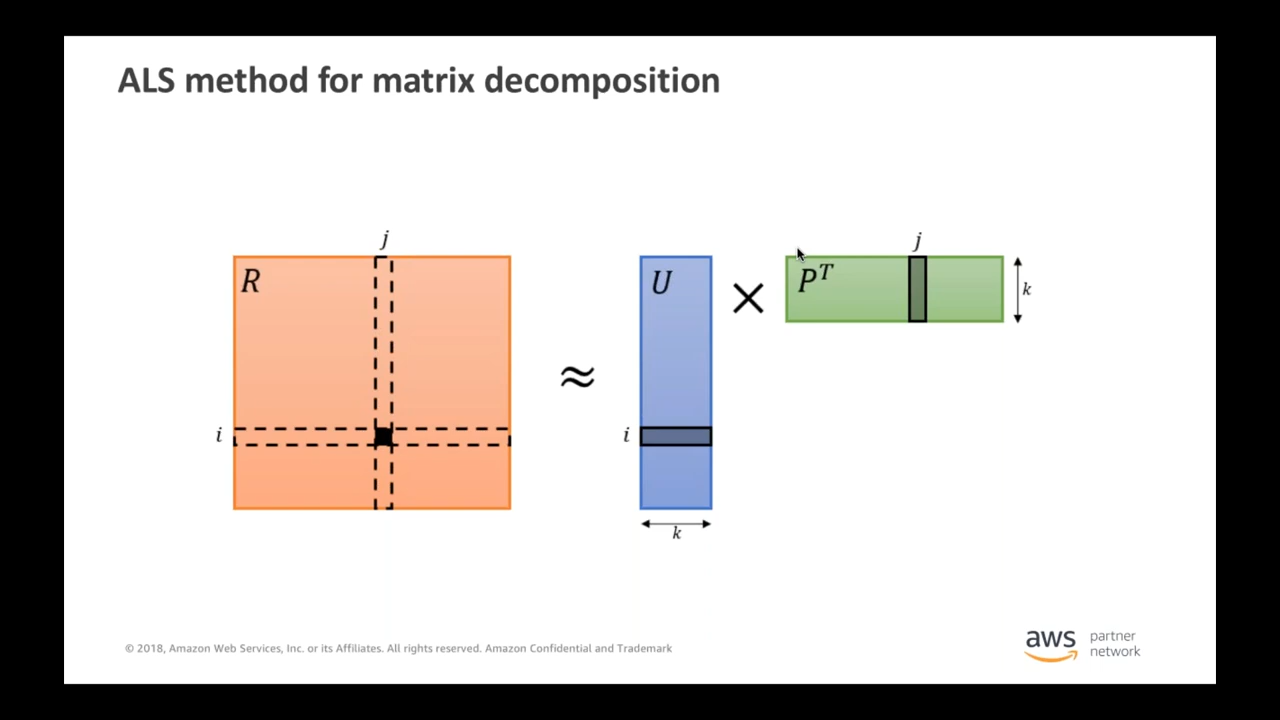 ALS method for matrix decomposition
j
R
i
≈
U
i
k
×
j
Pᵀ
k
© 2018, Amazon Web Services, Inc. or its Affiliates. All rights reserved. Amazon Confidential and Trademark
aws
partner
network